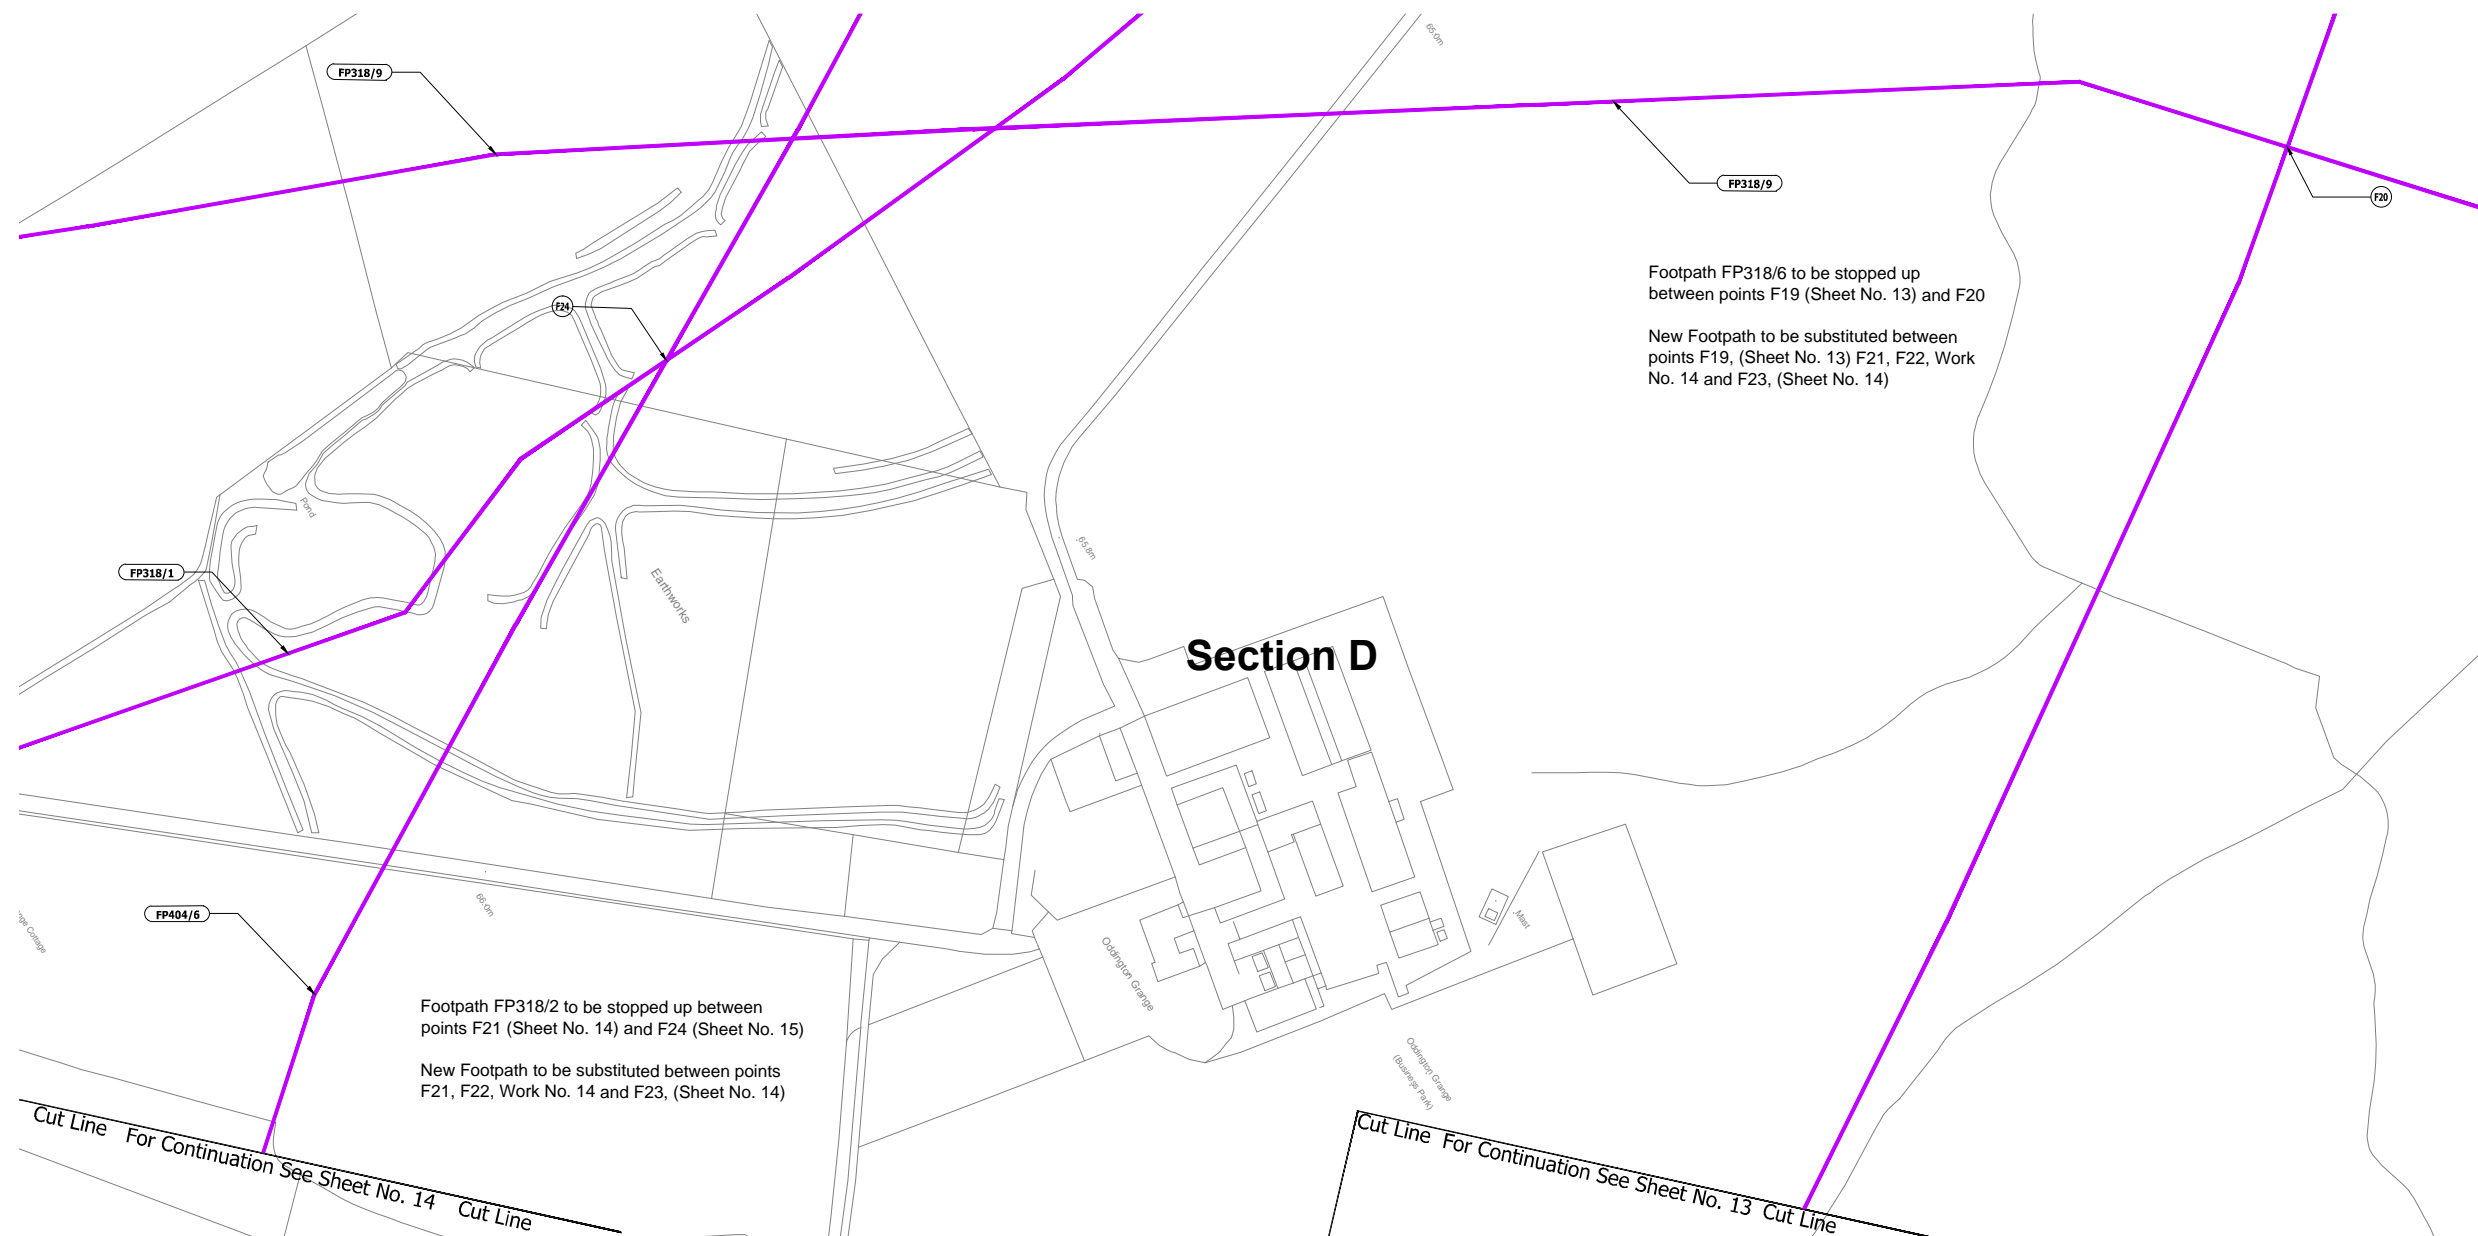 65.0m
FP318/9
FP318/9
F20
Footpath FP318/6 to be stopped up
between points F19 (Sheet No. 13) and F20
New Footpath to be substituted between
points F19, (Sheet No. 13) F21, F22, Work
No. 14 and F23, (Sheet No. 14)
F24
Pond
65.8m
FP318/1
Earthworks
Section D
66.0m
FP404/6
Cottage
Mast
Oddington Grange
Footpath FP318/2 to be stopped up between
points F21 (Sheet No. 14) and F24 (Sheet No. 15)
New Footpath to be substituted between points
F21, F22, Work No. 14 and F23, (Sheet No. 14)
Oddington Grange
(Business Park)
Cut Line For Continuation See Sheet No. 14 Cut Line
Cut Line For Continuation See Sheet No. 13 Cut Line